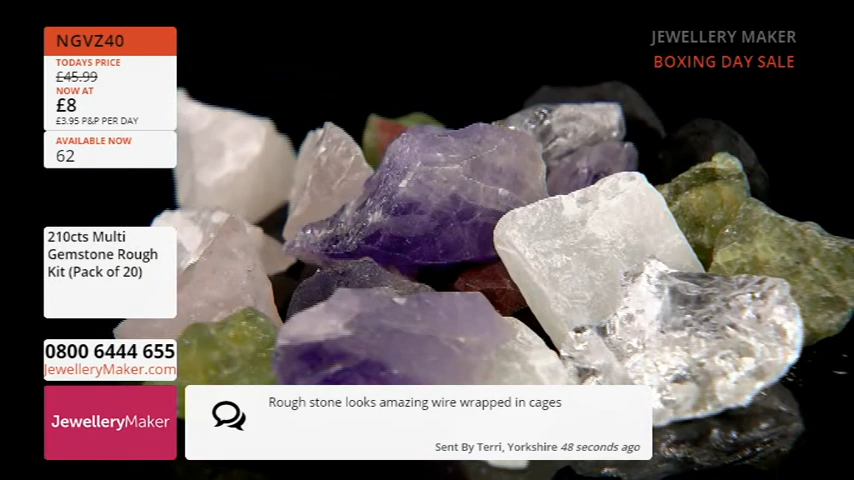 NGVZ40
TODAYS PRICE
£45.99
NOW AT
£8
£3.95 P&P PER DAY
AVAILABLE NOW
62
210cts Multi
Gemstone Rough
Kit (Pack of 20)
0800 6444 655
JewelleryMaker.com
JewelleryMaker
Rough stone looks amazing wire wrapped in cages
Sent By Terri, Yorkshire 48 seconds ago
JEWELLERY MAKER
BOXING DAY SALE